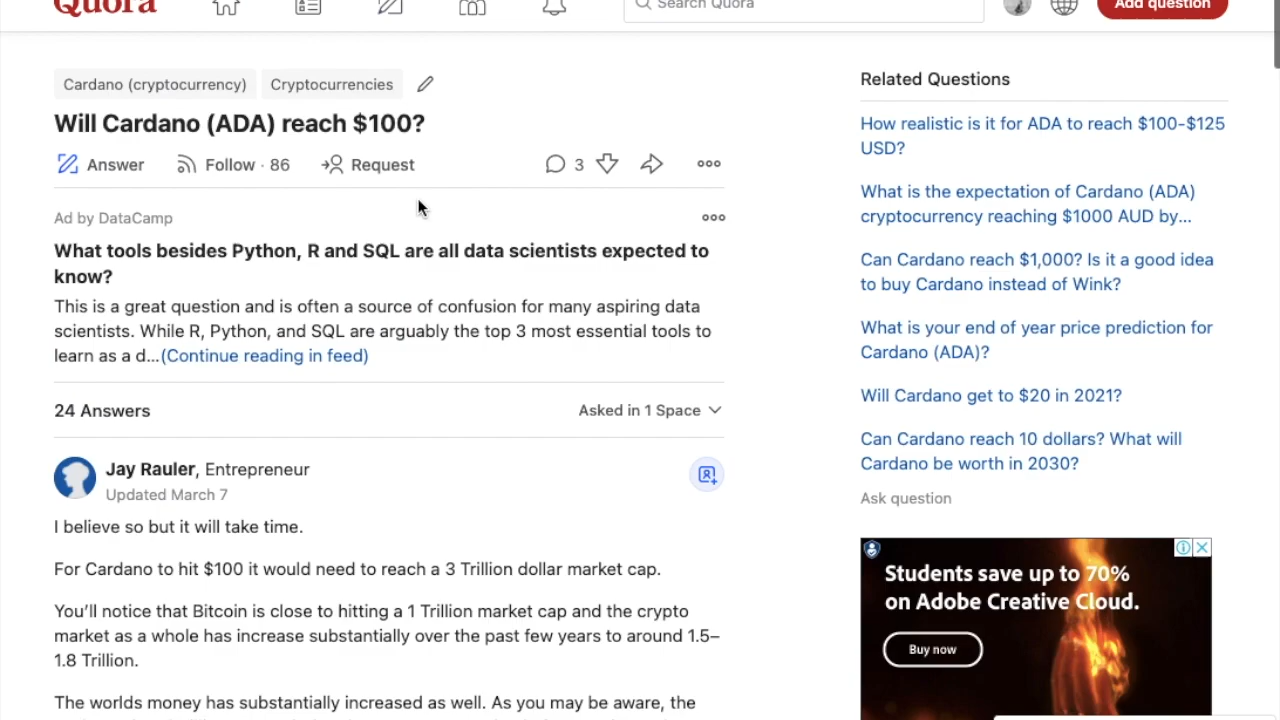 Quora
Search Quora
Add question
Cardano (cryptocurrency)
Cryptocurrencies
Will Cardano (ADA) reach $100?
Answer
Follow · 86
Request
3
Ad by DataCamp
What tools besides Python, R and SQL are all data scientists expected to
know?
This is a great question and is often a source of confusion for many aspiring data
scientists. While R, Python, and SQL are arguably the top 3 most essential tools to
learn as a d...(Continue reading in feed)
24 Answers
Asked in 1 Space
Jay Rauler, Entrepreneur
Updated March 7
I believe so but it will take time.
For Cardano to hit $100 it would need to reach a 3 Trillion dollar market cap.
You’ll notice that Bitcoin is close to hitting a 1 Trillion market cap and the crypto
market as a whole has increase substantially over the past few years to around 1.5–
1.8 Trillion.
The worlds money has substantially increased as well. As you may be aware, the
Related Questions
How realistic is it for ADA to reach $100-$125
USD?
What is the expectation of Cardano (ADA)
cryptocurrency reaching $1000 AUD by...
Can Cardano reach $1,000? Is it a good idea
to buy Cardano instead of Wink?
What is your end of year price prediction for
Cardano (ADA)?
Will Cardano get to $20 in 2021?
Can Cardano reach 10 dollars? What will
Cardano be worth in 2030?
Ask question
Students save up to 70%
on Adobe Creative Cloud.
Buy now